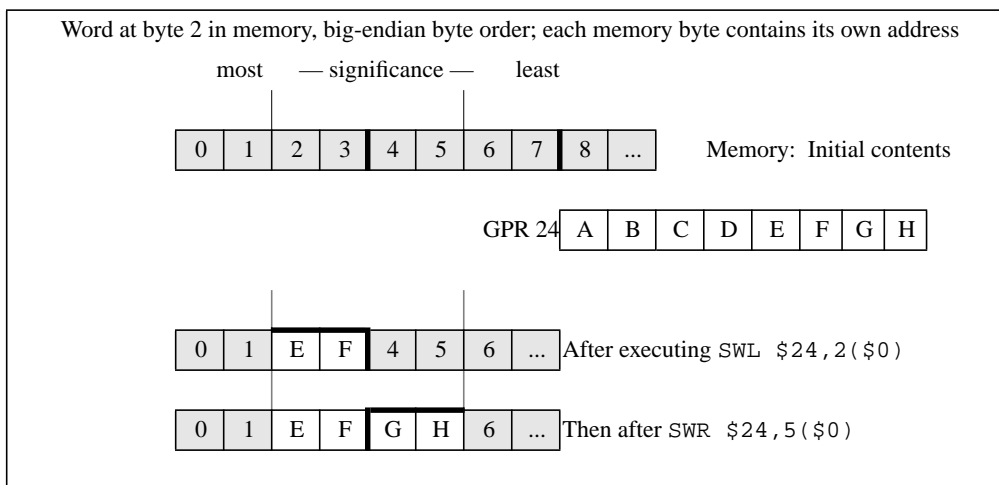 Word at byte 2 in memory, big-endian byte order; each memory byte contains its own address
most — significance — least
0 1 2 3 4 5 6 7 8 ... Memory: Initial contents
GPR 24 A B C D E F G H
0 1 E F 4 5 6 ... After executing SWL $24,2($0)
0 1 E F G H 6 ... Then after SWR $24,5($0)